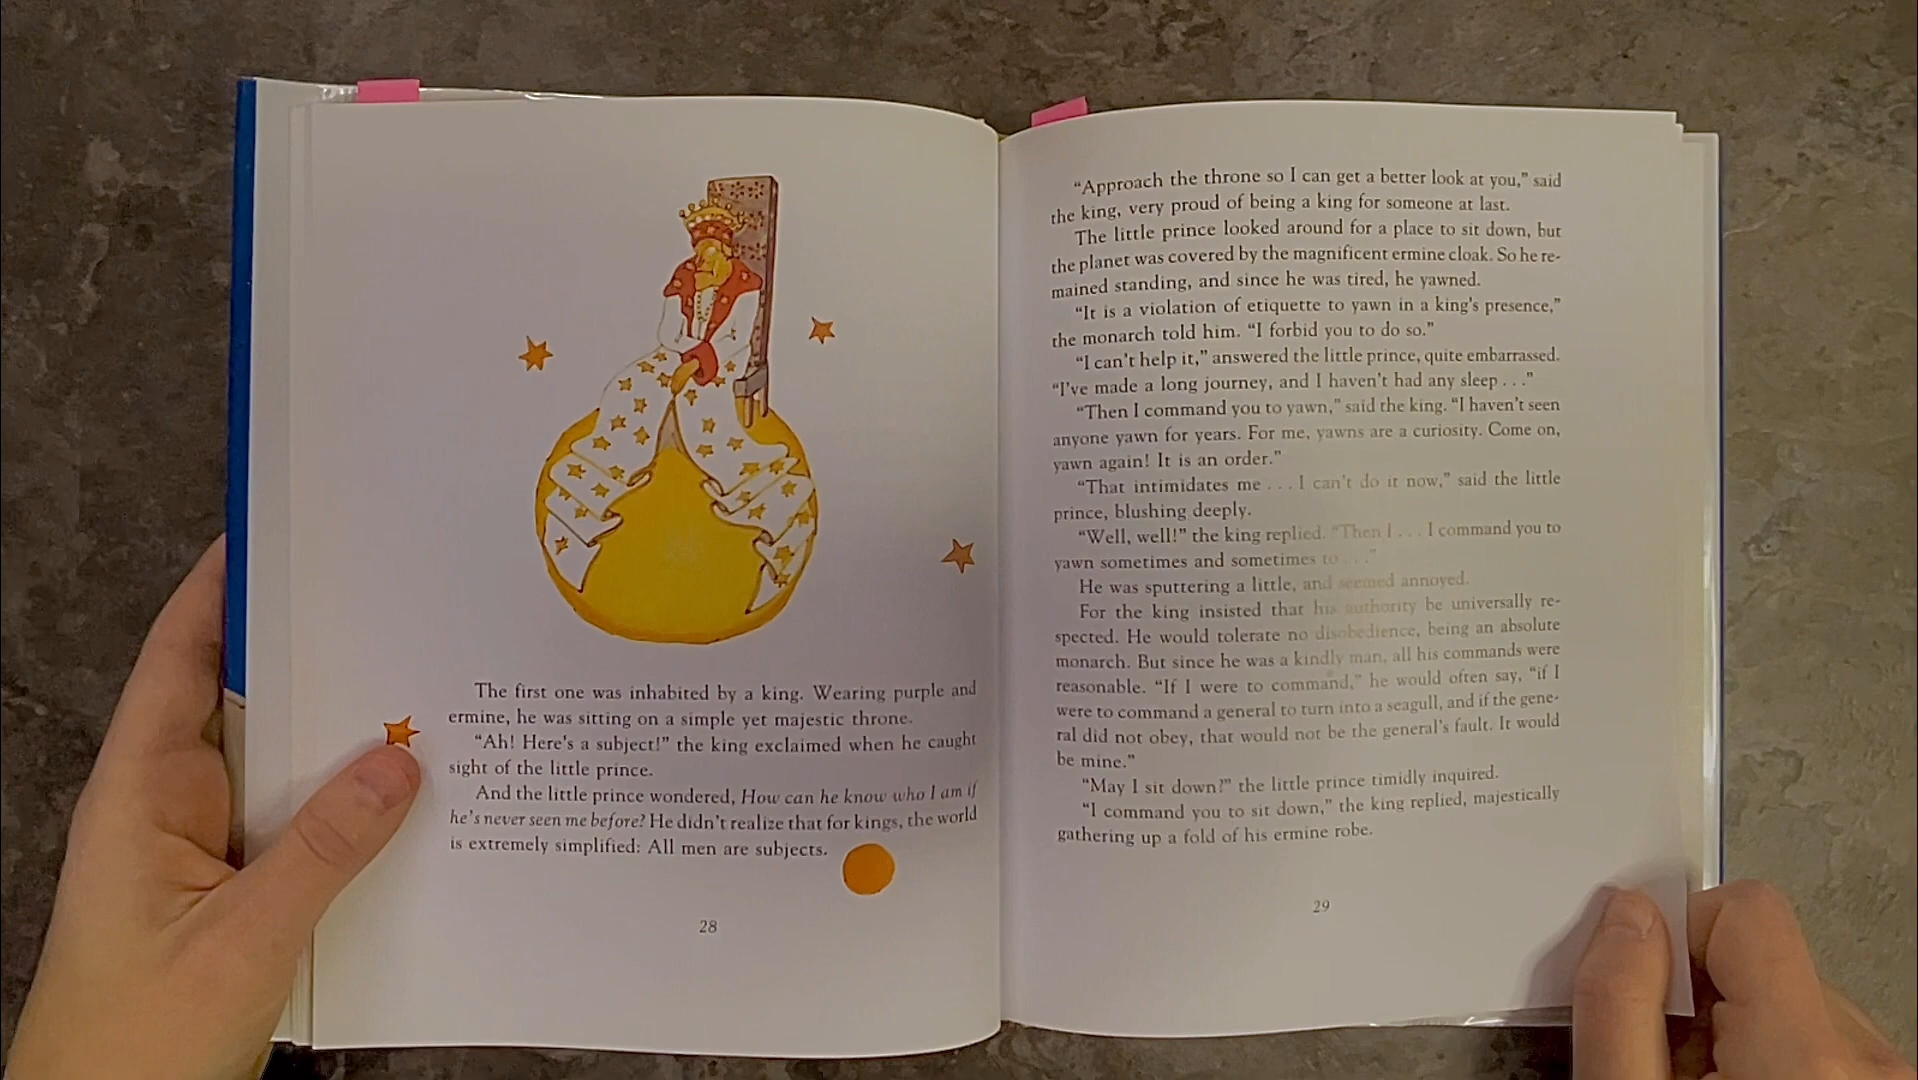 The first one was inhabited by a king. Wearing purple and
ermine, he was sitting on a simple yet majestic throne.
“Ah! Here's a subject!” the king exclaimed when he caught
sight of the little prince.
And the little prince wondered, How can he know who I am if
he's never seen me before? He didn't realize that for kings, the world
is extremely simplified: All men are subjects.
28
“Approach the throne so I can get a better look at you,” said
the king, very proud of being a king for someone at last.
The little prince looked around for a place to sit down, but
the planet was covered by the magnificent ermine cloak. So he re-
mained standing, and since he was tired, he yawned.
“It is a violation of etiquette to yawn in a king's presence,”
the monarch told him. “I forbid you to do so.”
“I can't help it,” answered the little prince, quite embarrassed.
“I've made a long journey, and I haven't had any sleep . . .”
“Then I command you to yawn,” said the king. “I haven't seen
anyone yawn for years. For me, yawns are a curiosity. Come on,
yawn again! It is an order.”
“That intimidates me . . . I can't do it now,” said the little
prince, blushing deeply.
“Well, well!” the king replied. “Then I . . . I command you to
yawn sometimes and sometimes to . . .”
He was sputtering a little, and seemed annoyed.
For the king insisted that his authority be universally re-
spected. He would tolerate no disobedience, being an absolute
monarch. But since he was a kindly man, all his commands were
reasonable. “If I were to command,” he would often say, “if I
were to command a general to turn into a seagull, and if the gene-
ral did not obey, that would not be the general's fault. It would
be mine.”
“May I sit down?” the little prince timidly inquired.
“I command you to sit down,” the king replied, majestically
gathering up a fold of his ermine robe.
29